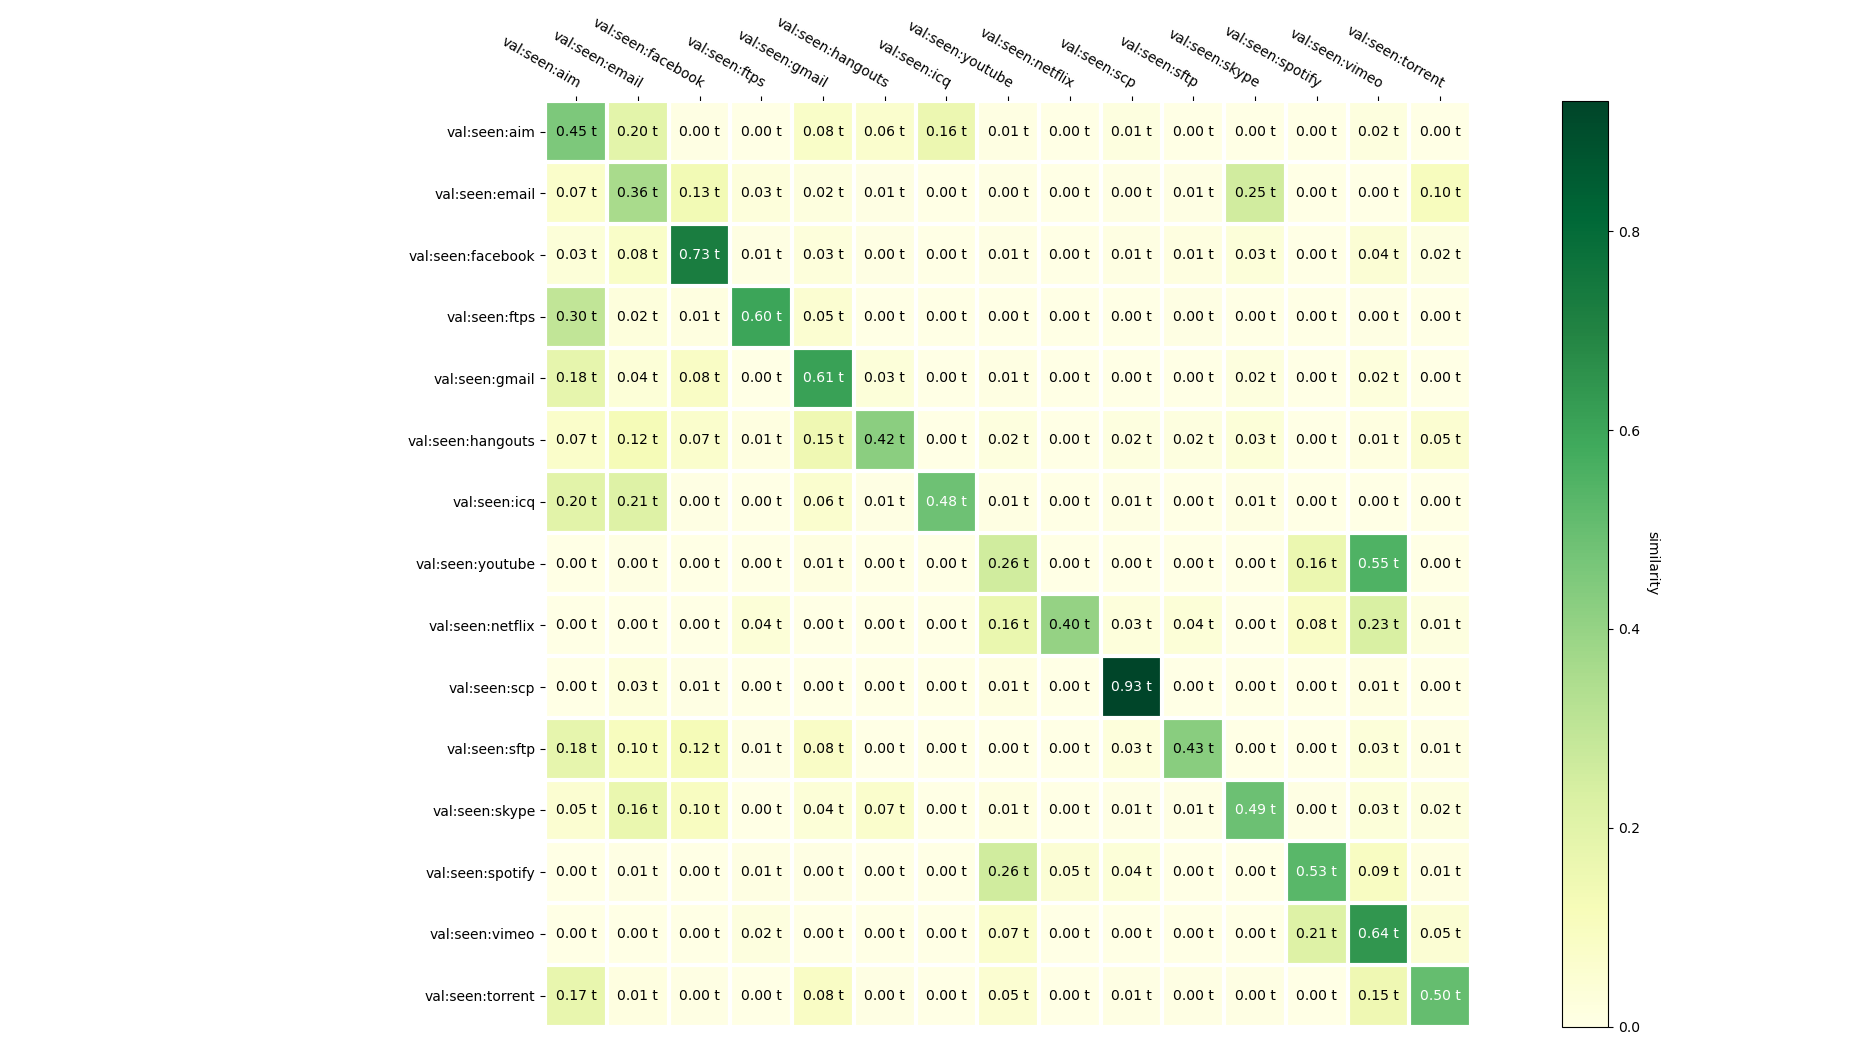 val:seen:aim val:seen:email val:seen:facebook val:seen:ftps val:seen:gmail val:seen:hangouts val:seen:icq val:seen:youtube val:seen:netflix val:seen:scp val:seen:sftp val:seen:skype val:seen:spotify val:seen:vimeo val:seen:torrent
val:seen:aim 0.45 t 0.20 t 0.00 t 0.00 t 0.08 t 0.06 t 0.16 t 0.01 t 0.00 t 0.01 t 0.00 t 0.00 t 0.00 t 0.02 t 0.00 t
val:seen:email 0.07 t 0.36 t 0.13 t 0.03 t 0.02 t 0.01 t 0.00 t 0.00 t 0.00 t 0.00 t 0.01 t 0.25 t 0.00 t 0.00 t 0.10 t
val:seen:facebook 0.03 t 0.08 t 0.73 t 0.01 t 0.03 t 0.00 t 0.00 t 0.01 t 0.00 t 0.01 t 0.01 t 0.03 t 0.00 t 0.04 t 0.02 t
val:seen:ftps 0.30 t 0.02 t 0.01 t 0.60 t 0.05 t 0.00 t 0.00 t 0.00 t 0.00 t 0.00 t 0.00 t 0.00 t 0.00 t 0.00 t 0.00 t
val:seen:gmail 0.18 t 0.04 t 0.08 t 0.00 t 0.61 t 0.03 t 0.00 t 0.01 t 0.00 t 0.00 t 0.00 t 0.02 t 0.00 t 0.02 t 0.00 t
val:seen:hangouts 0.07 t 0.12 t 0.07 t 0.01 t 0.15 t 0.42 t 0.00 t 0.02 t 0.00 t 0.02 t 0.02 t 0.03 t 0.00 t 0.01 t 0.05 t
val:seen:icq 0.20 t 0.21 t 0.00 t 0.00 t 0.06 t 0.01 t 0.48 t 0.01 t 0.00 t 0.01 t 0.00 t 0.01 t 0.00 t 0.00 t 0.00 t
val:seen:youtube 0.00 t 0.00 t 0.00 t 0.00 t 0.01 t 0.00 t 0.00 t 0.26 t 0.00 t 0.00 t 0.00 t 0.00 t 0.16 t 0.55 t 0.00 t
val:seen:netflix 0.00 t 0.00 t 0.00 t 0.04 t 0.00 t 0.00 t 0.00 t 0.16 t 0.40 t 0.03 t 0.04 t 0.00 t 0.08 t 0.23 t 0.01 t
val:seen:scp 0.00 t 0.03 t 0.01 t 0.00 t 0.00 t 0.00 t 0.00 t 0.01 t 0.00 t 0.93 t 0.00 t 0.00 t 0.00 t 0.01 t 0.00 t
val:seen:sftp 0.18 t 0.10 t 0.12 t 0.01 t 0.08 t 0.00 t 0.00 t 0.00 t 0.00 t 0.03 t 0.43 t 0.00 t 0.00 t 0.03 t 0.01 t
val:seen:skype 0.05 t 0.16 t 0.10 t 0.00 t 0.04 t 0.07 t 0.00 t 0.01 t 0.00 t 0.01 t 0.01 t 0.49 t 0.00 t 0.03 t 0.02 t
val:seen:spotify 0.00 t 0.01 t 0.00 t 0.01 t 0.00 t 0.00 t 0.00 t 0.26 t 0.05 t 0.04 t 0.00 t 0.00 t 0.53 t 0.09 t 0.01 t
val:seen:vimeo 0.00 t 0.00 t 0.00 t 0.02 t 0.00 t 0.00 t 0.00 t 0.07 t 0.00 t 0.00 t 0.00 t 0.00 t 0.21 t 0.64 t 0.05 t
val:seen:torrent 0.17 t 0.01 t 0.00 t 0.00 t 0.08 t 0.00 t 0.00 t 0.05 t 0.00 t 0.01 t 0.00 t 0.00 t 0.00 t 0.15 t 0.50 t
0.8
0.6
0.4
0.2
0.0
similarity